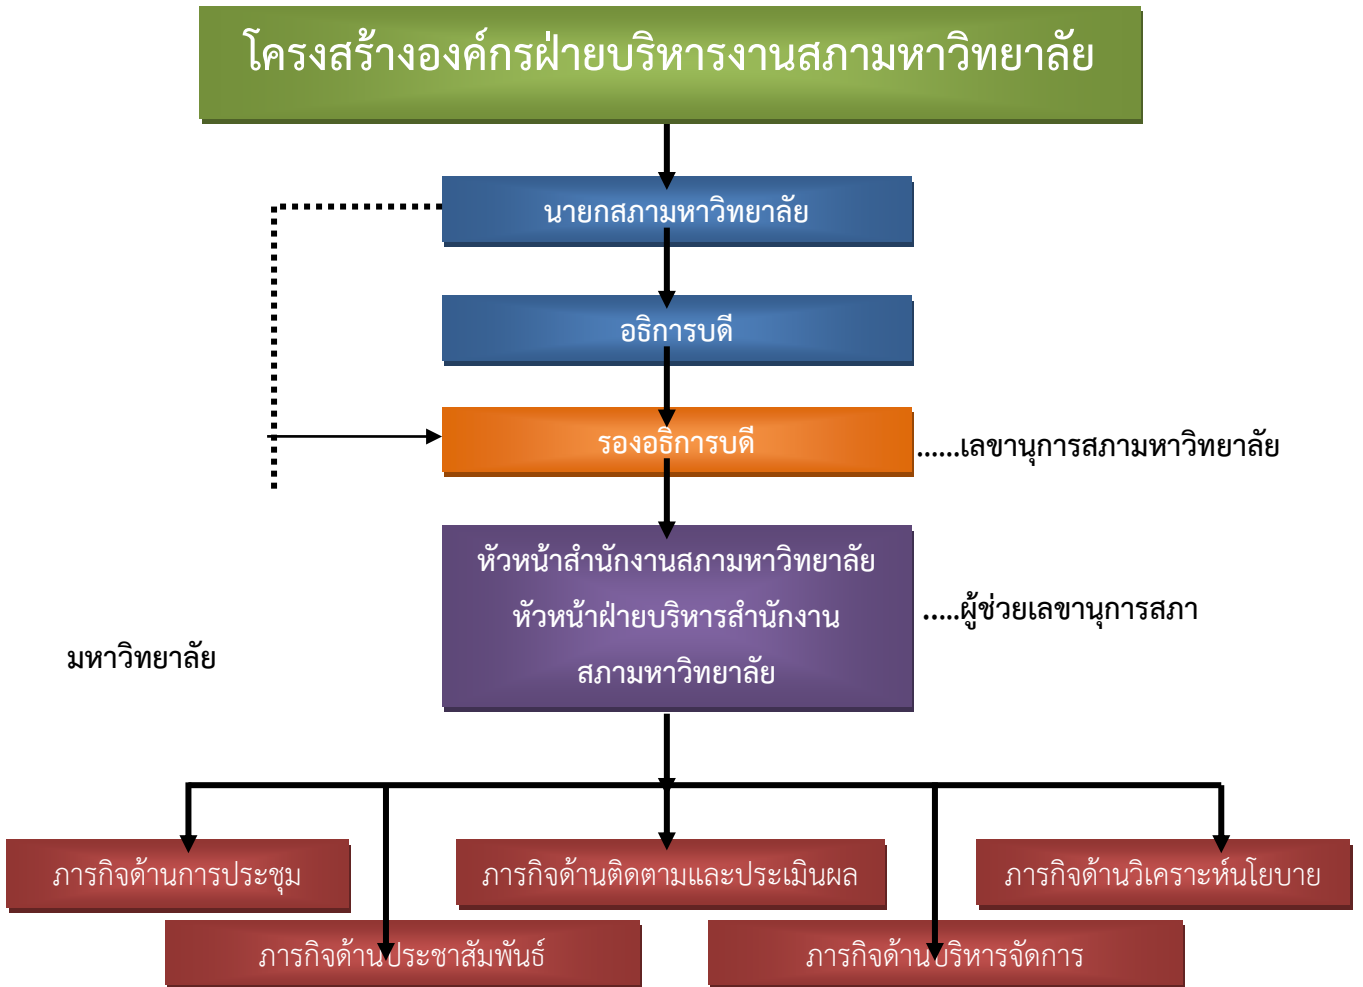 โครงสร้างองค์กรฝ่ายบริหารงานสภามหาวิทยาลัย
นายกสภามหาวิทยาลัย
อธิการบดี
รองอธิการบดี
......เลขานุการสภามหาวิทยาลัย
หัวหน้าสำนักงานสภามหาวิทยาลัย
หัวหน้าฝ่ายบริหารสำนักงาน
สภามหาวิทยาลัย
.....ผู้ช่วยเลขานุการสภา
มหาวิทยาลัย
ภารกิจด้านการประชุม
ภารกิจด้านติดตามและประเมินผล
ภารกิจด้านวิเคราะห์นโยบาย
ภารกิจด้านประชาสัมพันธ์
ภารกิจด้านบริหารจัดการ